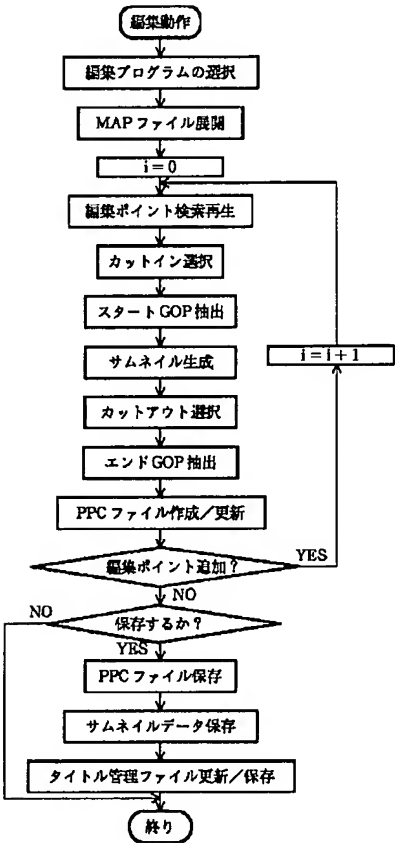 編集動作
編集プログラムの選択
MAPファイル展開
i=0
編集ポイント検索再生
カットイン選択
スタートGOP抽出
サムネイル生成
i=i+1
カットアウト選択
エンドGOP抽出
PPCファイル作成/更新
編集ポイント追加?
YES
NO
保存するか?
NO
YES
PPCファイル保存
サムネイルデータ保存
タイトル管理ファイル更新/保存
終り